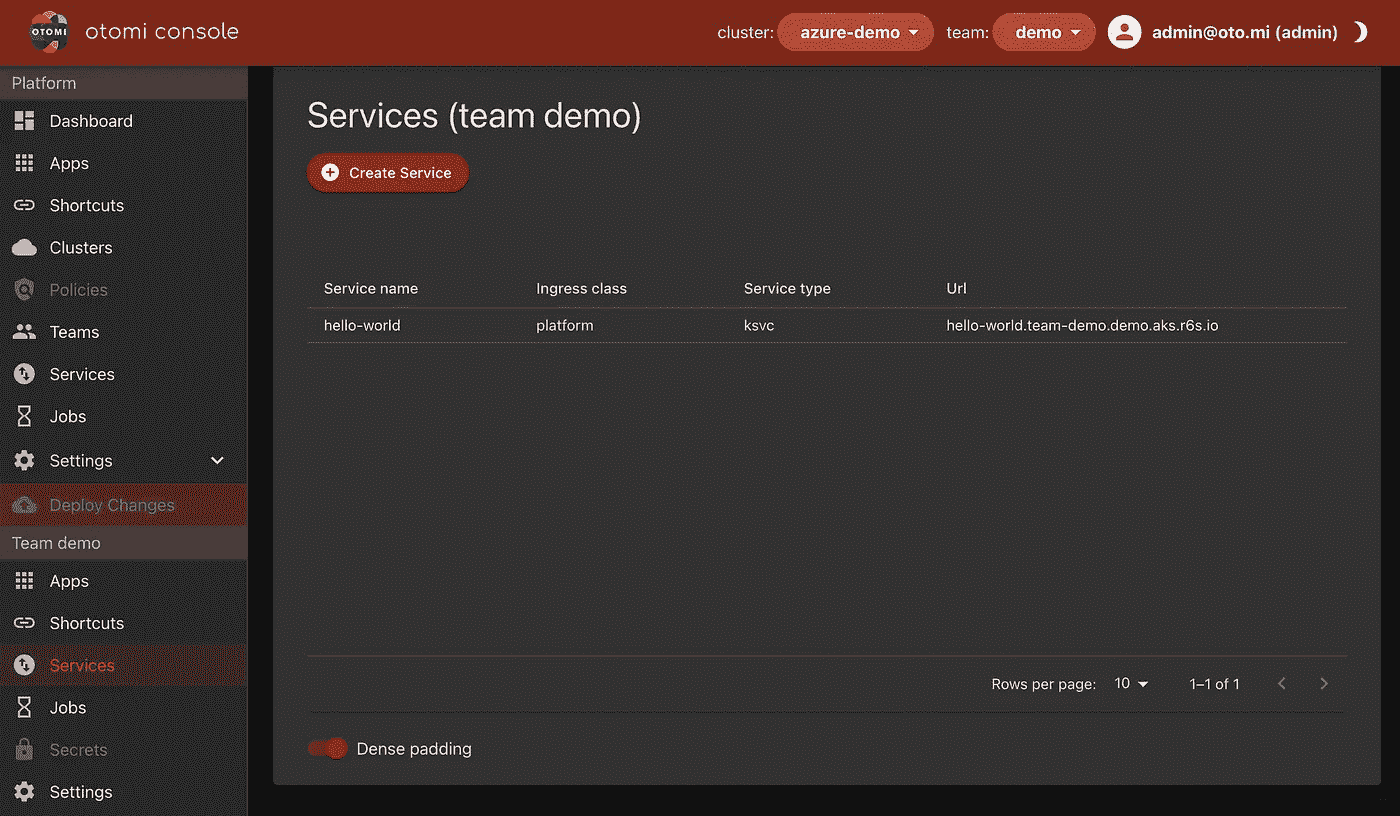 OTOMI
otomi console
cluster: azure-demo team: demo admin@oto.mi (admin)
Platform
Dashboard
Apps
Shortcuts
Clusters
Policies
Teams
Services
Jobs
Settings
Deploy Changes
Team demo
Apps
Shortcuts
Services
Jobs
Secrets
Settings
Services (team demo)
Create Service
Service name Ingress class Service type Url
hello-world platform ksvc hello-world.team-demo.demo.aks.r6s.io
Rows per page: 10 1–1 of 1
Dense padding